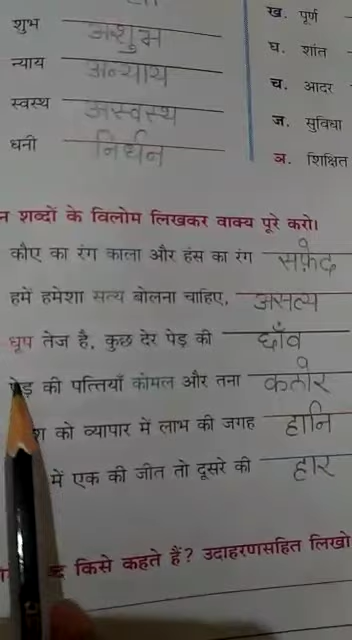 शुभ अशुभ ख. पूर्ण
न्याय अन्याय घ. शांत
स्वस्थ अस्वस्थ च. आदर
धनी निर्धन ज. सुविधा
ञ. शिक्षित
शब्दों के विलोम लिखकर वाक्य पूरे करो।
कौए का रंग काला और हंस का रंग सफ़ेद
हमें हमेशा सत्य बोलना चाहिए, असत्य
धूप तेज है, कुछ देर पेड़ की छाँव
पेड़ की पत्तियाँ कोमल और तना कठोर
को व्यापार में लाभ की जगह हानि
में एक की जीत तो दूसरे की हार
किसे कहते हैं? उदाहरणसहित लिखो